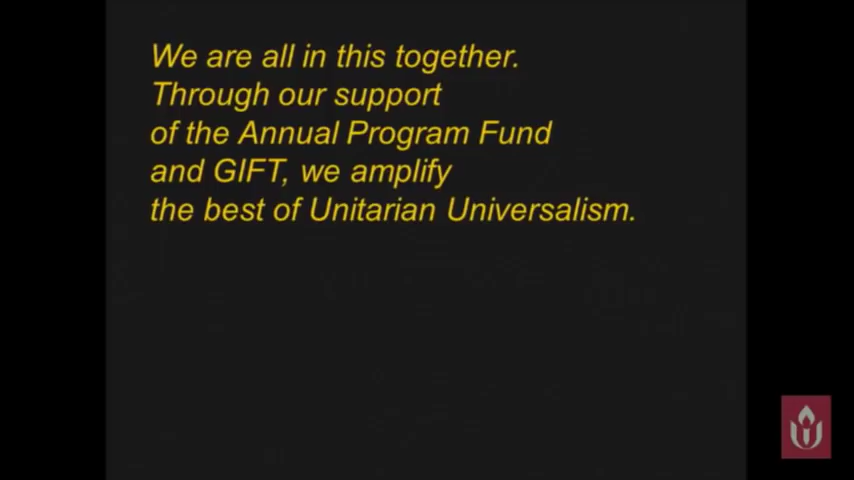 We are all in this together.
Through our support
of the Annual Program Fund
and GIFT, we amplify
the best of Unitarian Universalism.